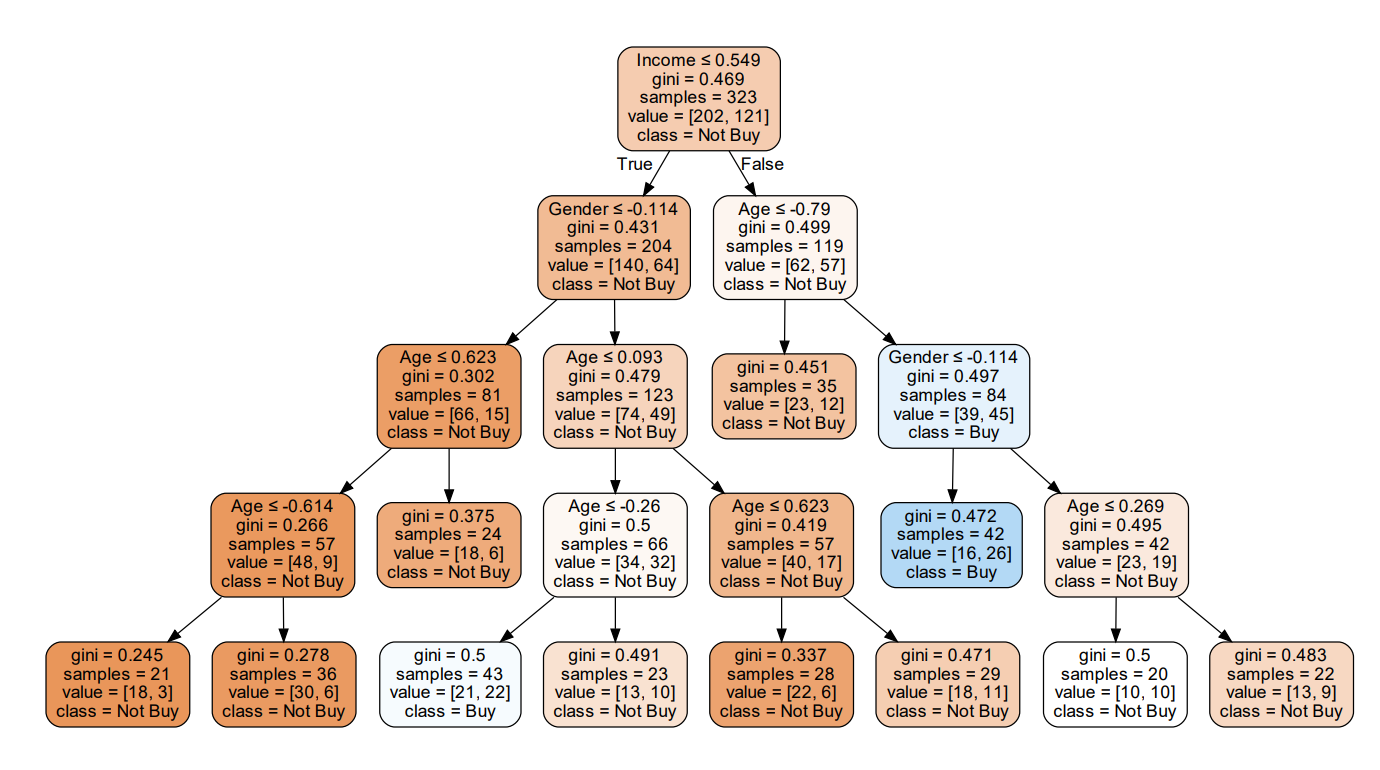 Income ≤ 0.549
gini = 0.469
samples = 323
value = [202, 121]
class = Not Buy
True
False
Gender ≤ -0.114
gini = 0.431
samples = 204
value = [140, 64]
class = Not Buy
Age ≤ -0.79
gini = 0.499
samples = 119
value = [62, 57]
class = Not Buy
Age ≤ 0.623
gini = 0.302
samples = 81
value = [66, 15]
class = Not Buy
Age ≤ 0.093
gini = 0.479
samples = 123
value = [74, 49]
class = Not Buy
gini = 0.451
samples = 35
value = [23, 12]
class = Not Buy
Gender ≤ -0.114
gini = 0.497
samples = 84
value = [39, 45]
class = Buy
Age ≤ -0.614
gini = 0.266
samples = 57
value = [48, 9]
class = Not Buy
gini = 0.375
samples = 24
value = [18, 6]
class = Not Buy
Age ≤ -0.26
gini = 0.5
samples = 66
value = [34, 32]
class = Not Buy
Age ≤ 0.623
gini = 0.419
samples = 57
value = [40, 17]
class = Not Buy
gini = 0.472
samples = 42
value = [16, 26]
class = Buy
Age ≤ 0.269
gini = 0.495
samples = 42
value = [23, 19]
class = Not Buy
gini = 0.245
samples = 21
value = [18, 3]
class = Not Buy
gini = 0.278
samples = 36
value = [30, 6]
class = Not Buy
gini = 0.5
samples = 43
value = [21, 22]
class = Buy
gini = 0.491
samples = 23
value = [13, 10]
class = Not Buy
gini = 0.337
samples = 28
value = [22, 6]
class = Not Buy
gini = 0.471
samples = 29
value = [18, 11]
class = Not Buy
gini = 0.5
samples = 20
value = [10, 10]
class = Not Buy
gini = 0.483
samples = 22
value = [13, 9]
class = Not Buy